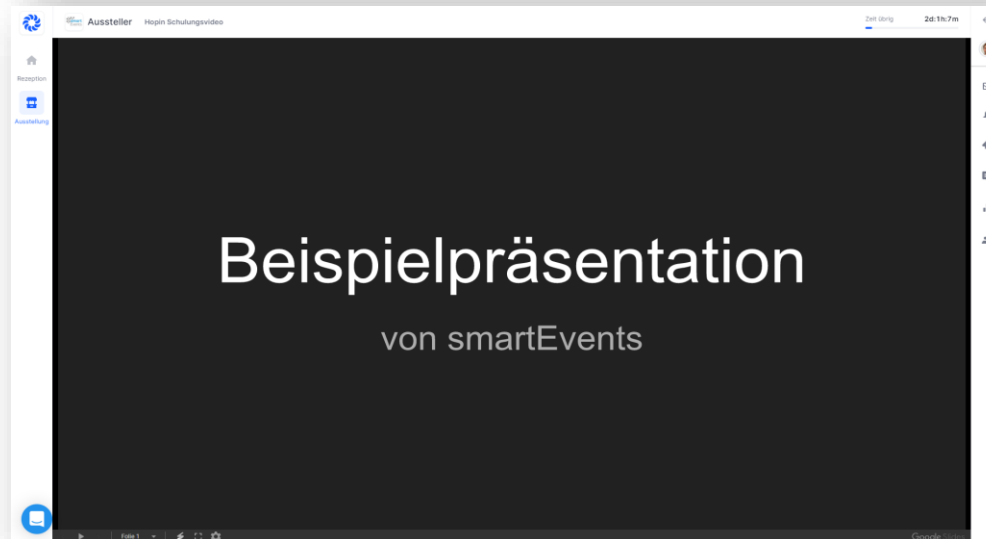 Aussteller Hopin Schulungsvideo Zeit übrig 2d:1h:7m
Rezeption
Ausstellung
Beispielpräsentation
von smartEvents
Folie 1
Google Slides